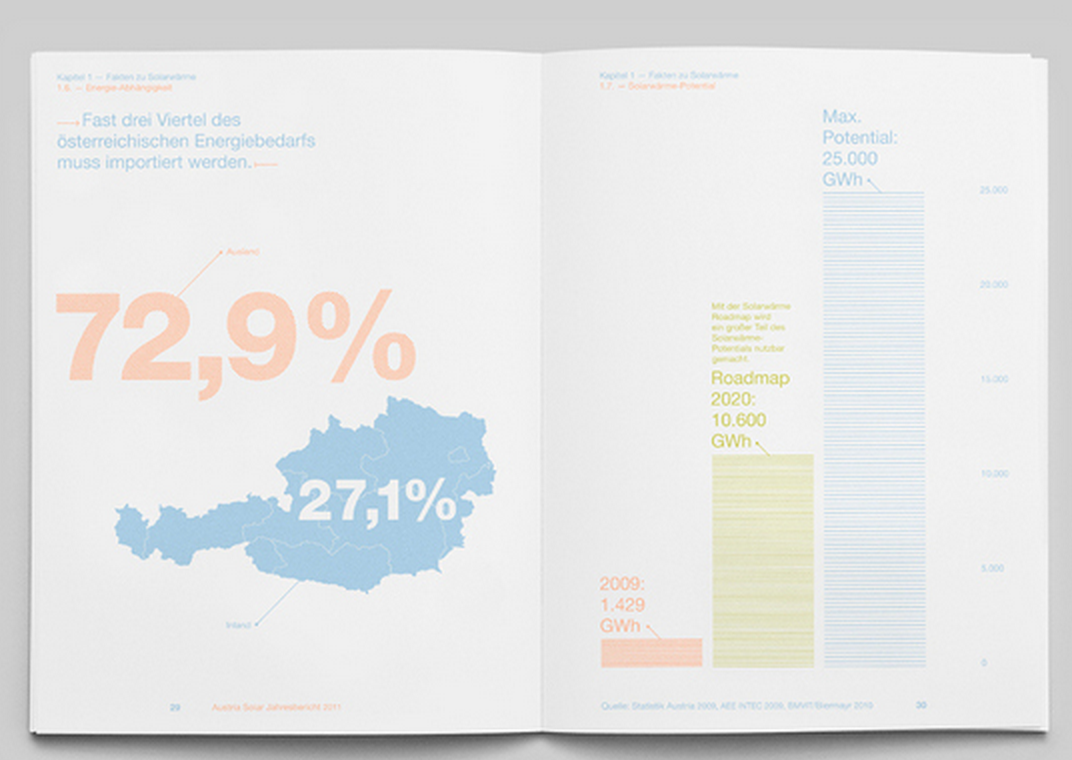 Kapitel 1 — Fakten zu Solarwärme
1.6. — Energie-Abhängigkeit
Fast drei Viertel des
österreichischen Energiebedarfs
muss importiert werden.
Ausland
72,9%
27,1%
Inland
29 Austria Solar Jahresbericht 2011
Kapitel 1 — Fakten zu Solarwärme
1.7. — Solarwärme-Potential
Max.
Potential:
25.000
GWh
Mit der Solarwärme
Roadmap wird
ein großer Teil des
Solarwärme-
Potentials nutzbar
gemacht.
Roadmap
2020:
10.600
GWh
2009:
1.429
GWh
25.000
20.000
15.000
10.000
5.000
0
Quelle: Statistik Austria 2009, AEE INTEC 2009, BMVIT/Biermayr 2010 30